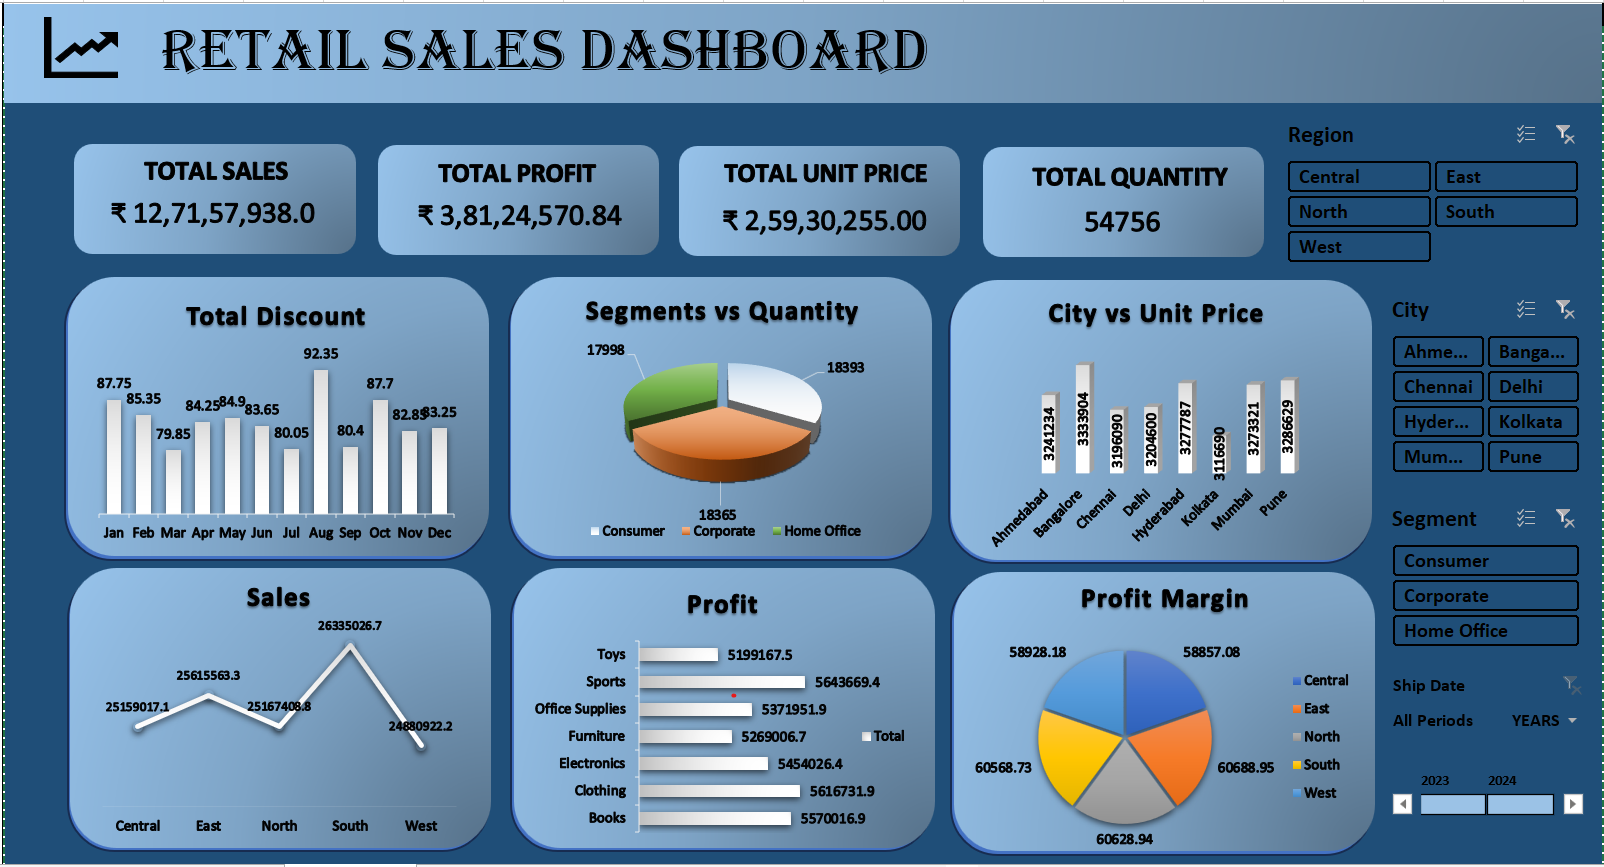 RETAIL SALES DASHBOARD
TOTAL SALES
₹ 12,71,57,938.0
TOTAL PROFIT
₹ 3,81,24,570.84
TOTAL UNIT PRICE
₹ 2,59,30,255.00
TOTAL QUANTITY
54756
Region
Central
East
North
South
West
Total Discount
87.75
85.35
79.85
84.25
84.9
83.65
80.05
92.35
80.4
87.7
82.85
83.25
Jan Feb Mar Apr May Jun Jul Aug Sep Oct Nov Dec
Segments vs Quantity
17998
18393
18365
Consumer Corporate Home Office
City vs Unit Price
3241234
3333904
3196090
3204600
3277787
3116690
3273321
3286629
Ahmedabad
Bangalore
Chennai
Delhi
Hyderabad
Kolkata
Mumbai
Pune
City
Ahme...
Banga...
Chennai
Delhi
Hyder...
Kolkata
Mum...
Pune
Segment
Consumer
Corporate
Home Office
Sales
25159017.1
25615563.3
25167408.8
26335026.7
24880922.2
Central East North South West
Profit
Toys 5199167.5
Sports 5643669.4
Office Supplies 5371951.9
Furniture 5269006.7
Electronics 5454026.4
Clothing 5616731.9
Books 5570016.9
Total
Profit Margin
58928.18
58857.08
60568.73
60688.95
60628.94
Central
East
North
South
West
Ship Date
All Periods YEARS
2023 2024